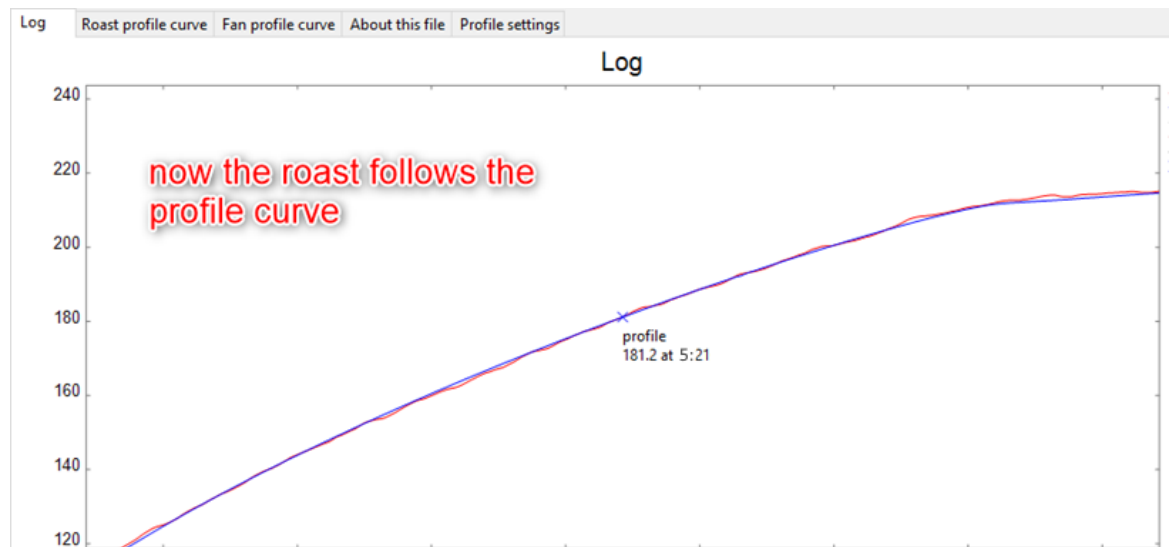 Log Roast profile curve Fan profile curve About this file Profile settings
Log
240
220
now the roast follows the
profile curve
200
180
profile
181.2 at 5:21
160
140
120